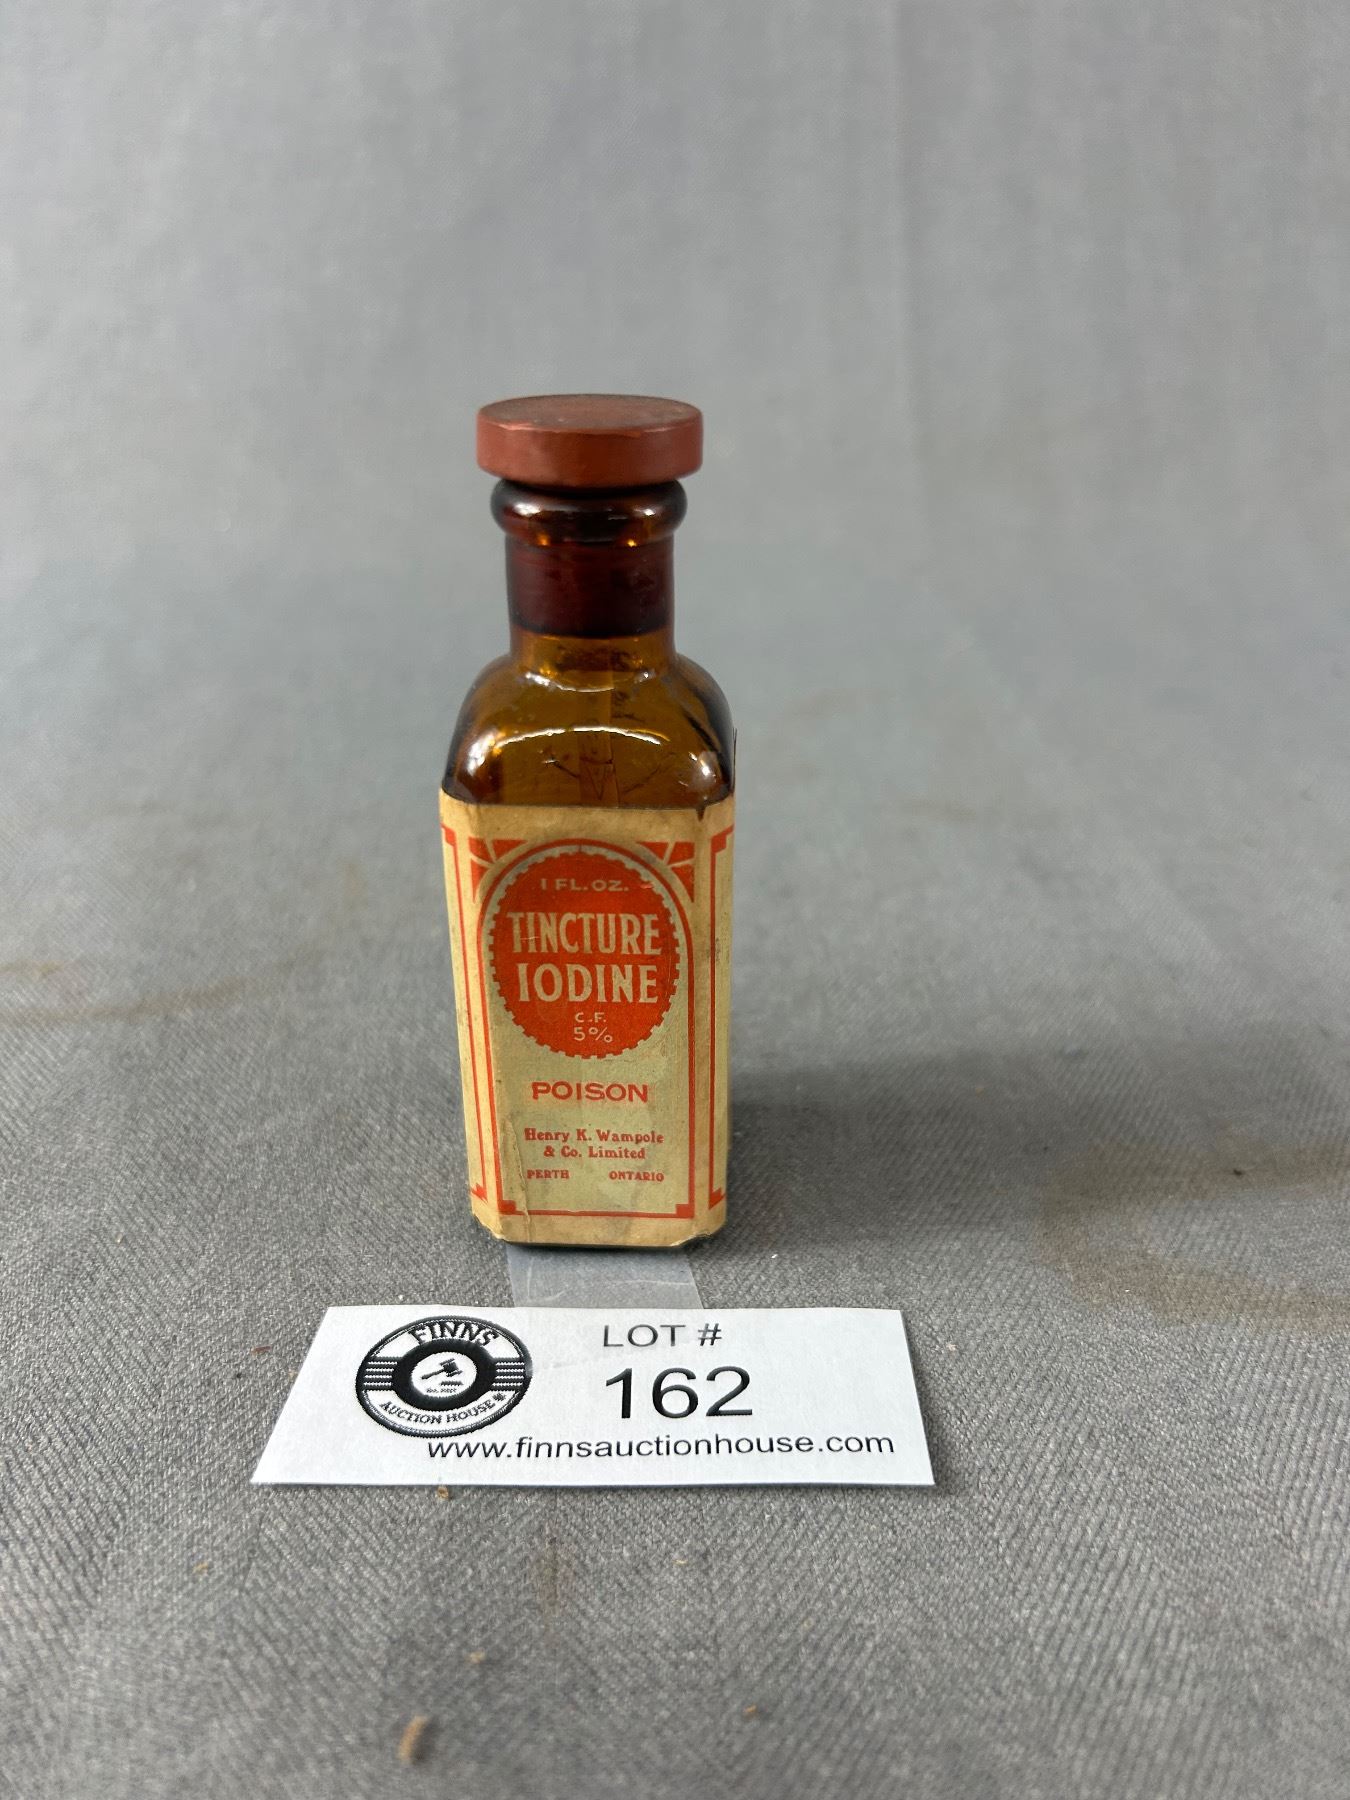 1 FL. OZ.
TINCTURE
IODINE
C.F.
5%
POISON
Henry K. Wampole
& Co. Limited
PERTH ONTARIO
FINNS
AUCTION HOUSE
LOT #
162
www.finnsauctionhouse.com